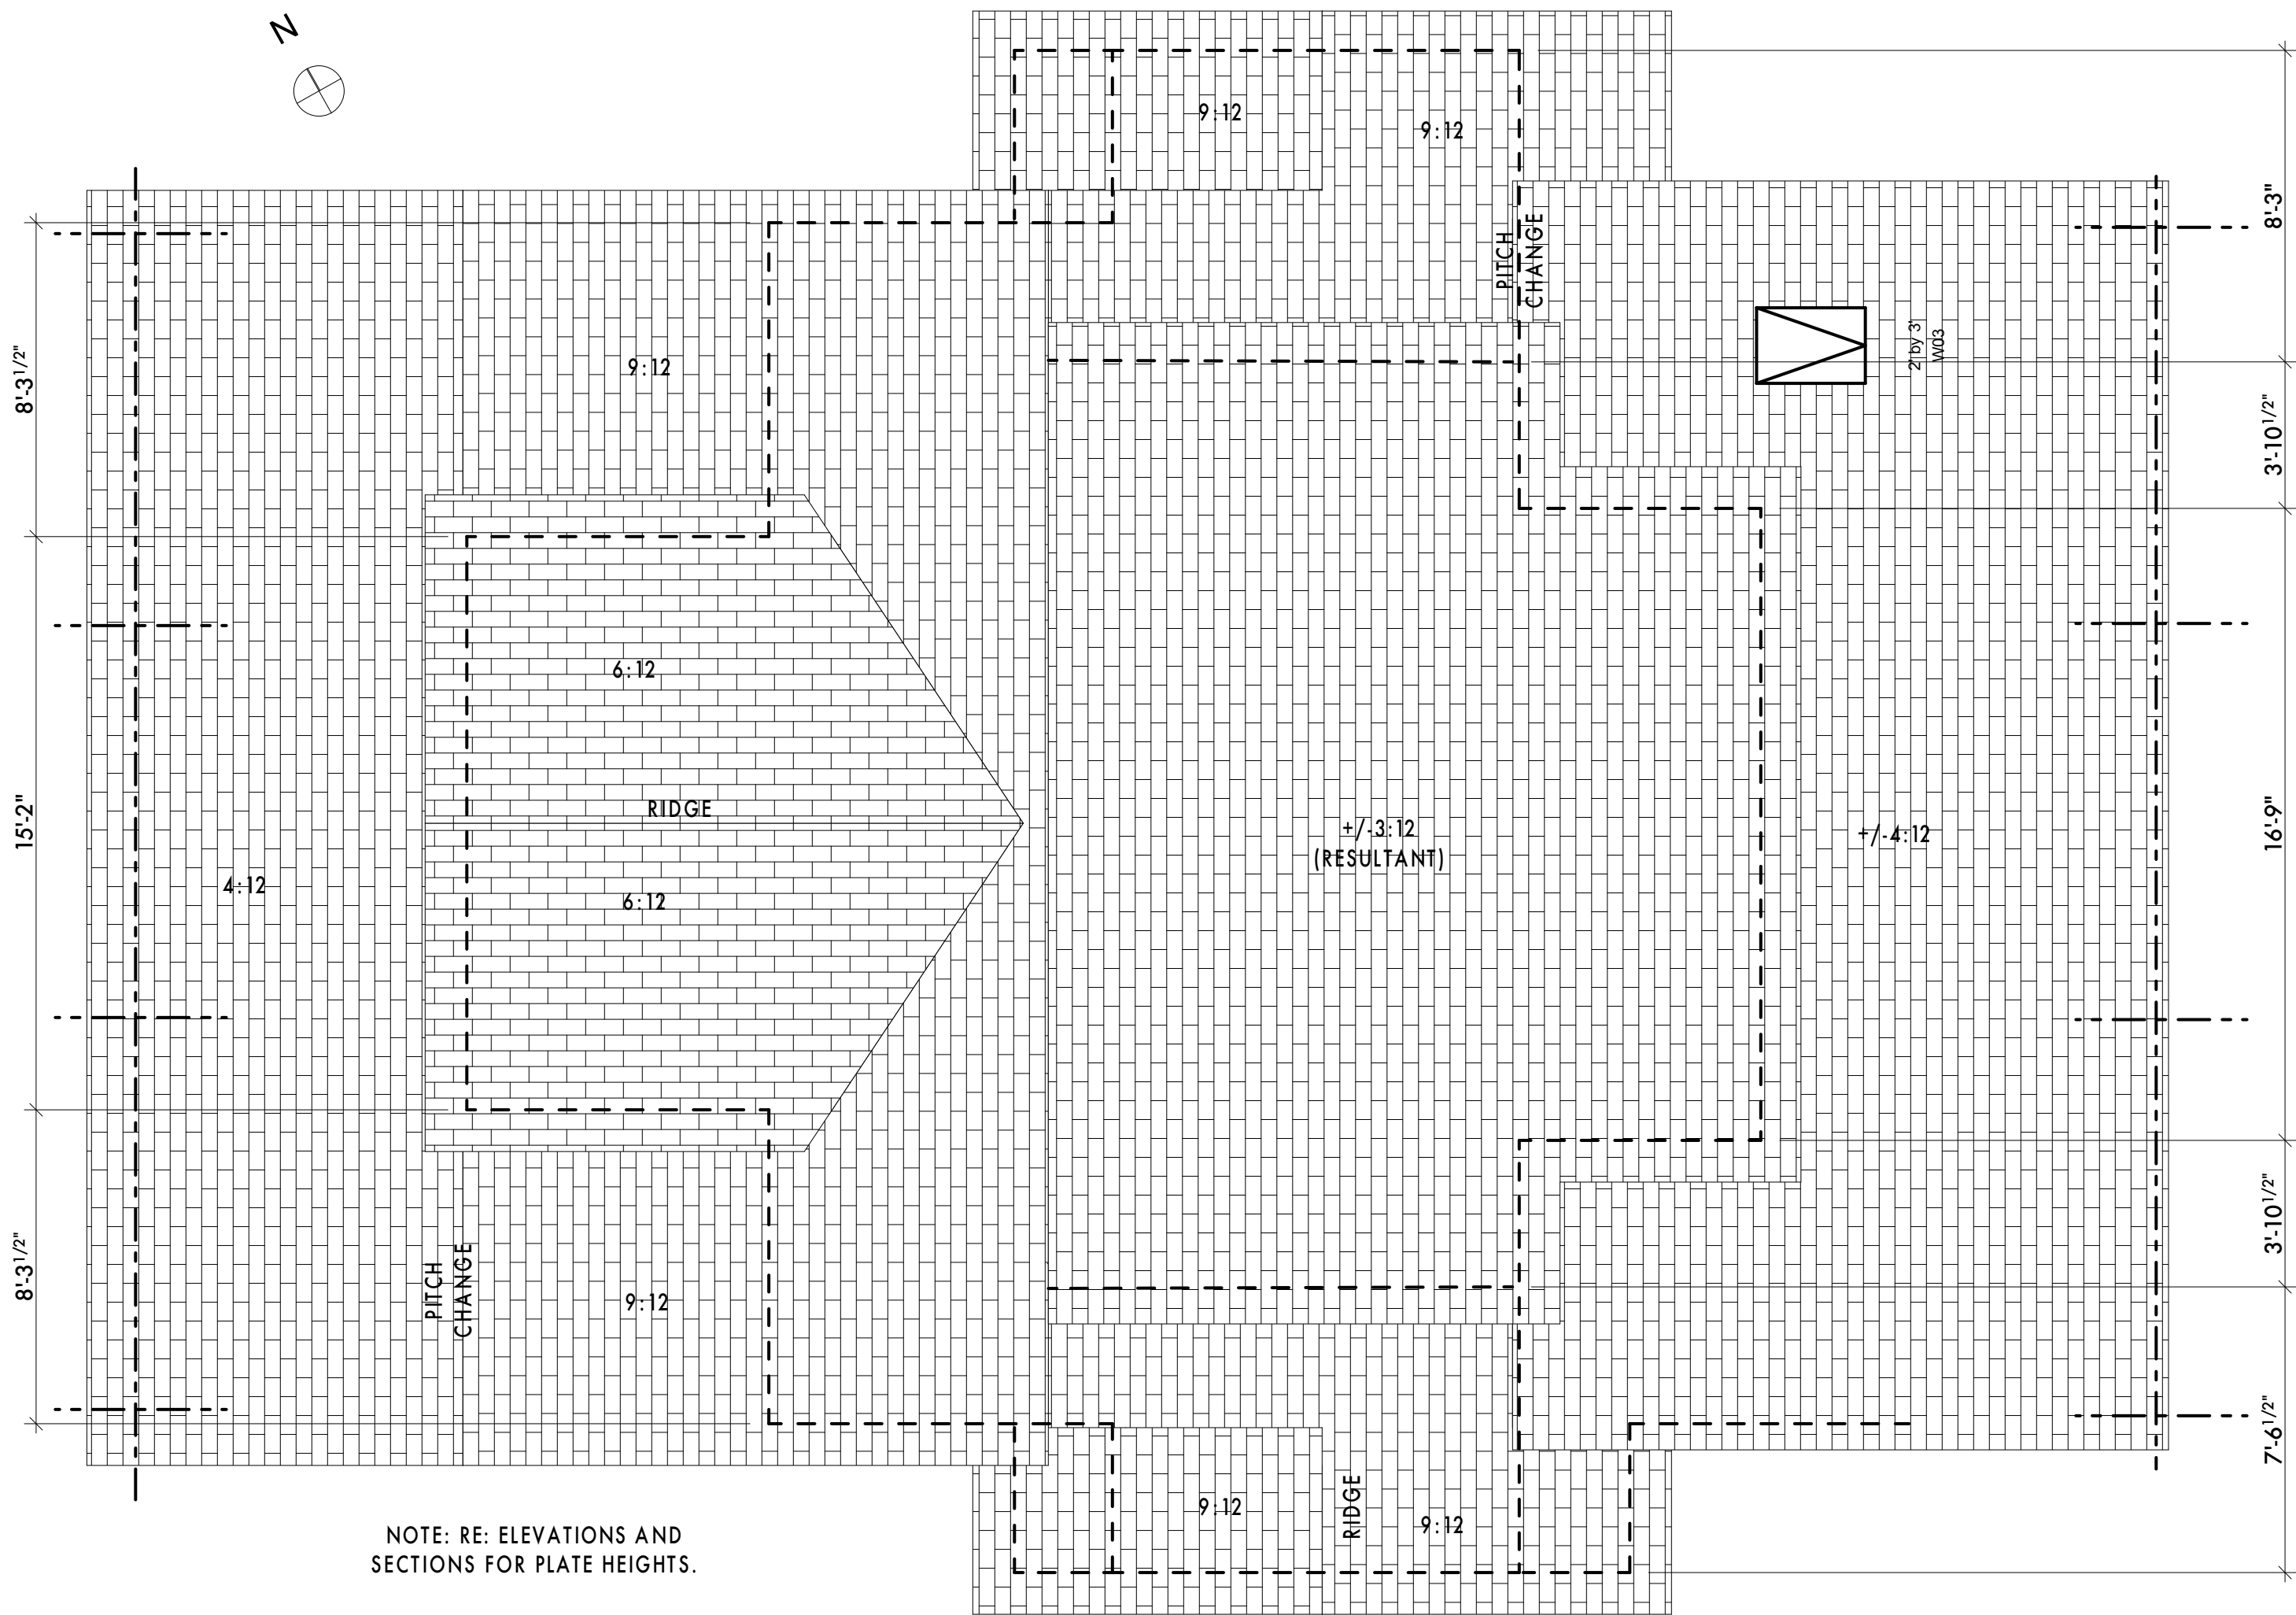 N
9:12
9:12
8'-3"
PITCH
CHANGE
2' by 3'
W03
8'-3 1/2"
9:12
3'-10 1/2"
6:12
RIDGE
15'-2"
+/-3:12
(RESULTANT)
+/-4:12
16'-9"
4:12
6:12
3'-10 1/2"
8'-3 1/2"
PITCH
CHANGE
9:12
7'-6 1/2"
9:12
RIDGE
9:12
NOTE: RE: ELEVATIONS AND
SECTIONS FOR PLATE HEIGHTS.